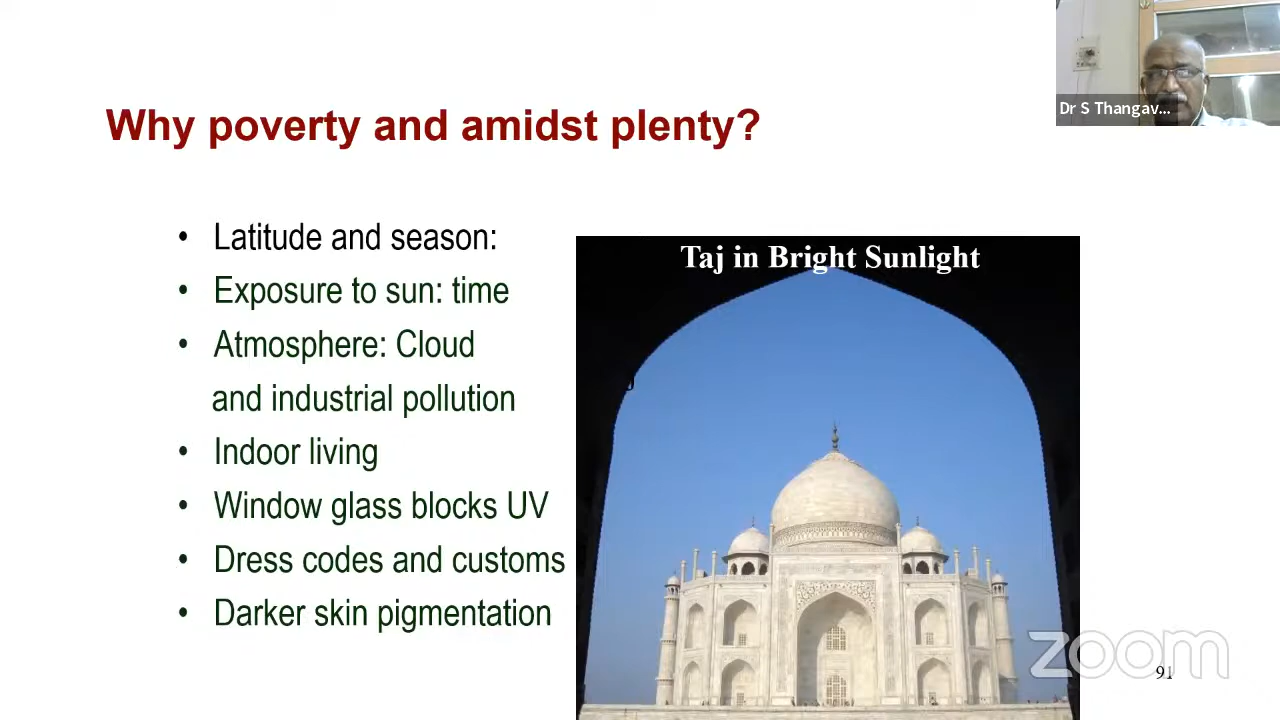 Dr S Thangav...
Why poverty and amidst plenty?
• Latitude and season:
• Exposure to sun: time
• Atmosphere: Cloud
and industrial pollution
• Indoor living
• Window glass blocks UV
• Dress codes and customs
• Darker skin pigmentation
Taj in Bright Sunlight
zoom
91